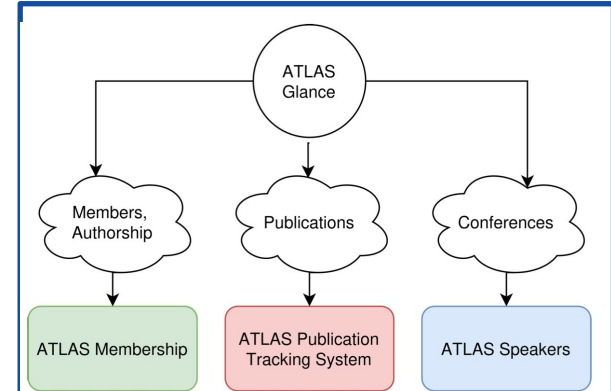 ATLAS
Glance
Members,
Authorship
Publications
Conferences
ATLAS Membership
ATLAS Publication
Tracking System
ATLAS Speakers